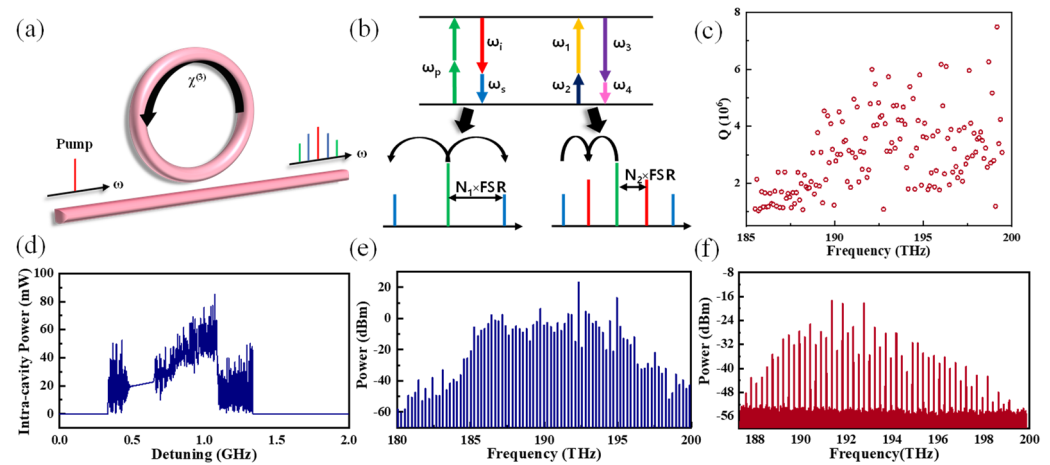 (a)
χ(3)
Pump
ω
ω
(b)
ωp
ωi
ωs
ω1
ω2
ω3
ω4
N1×FSR
N2×FSR
(c)
Q (10^6)
8
6
4
2
185
190
195
200
Frequency (THz)
(d)
Intra-cavity Power (mW)
100
80
60
40
20
0
0.0
0.5
1.0
1.5
2.0
Detuning (GHz)
(e)
Power (dBm)
20
0
-20
-40
-60
180
185
190
195
200
Frequency (THz)
(f)
Power (dBm)
-8
-16
-24
-32
-40
-48
-56
188
190
192
194
196
198
200
Frequency(THz)